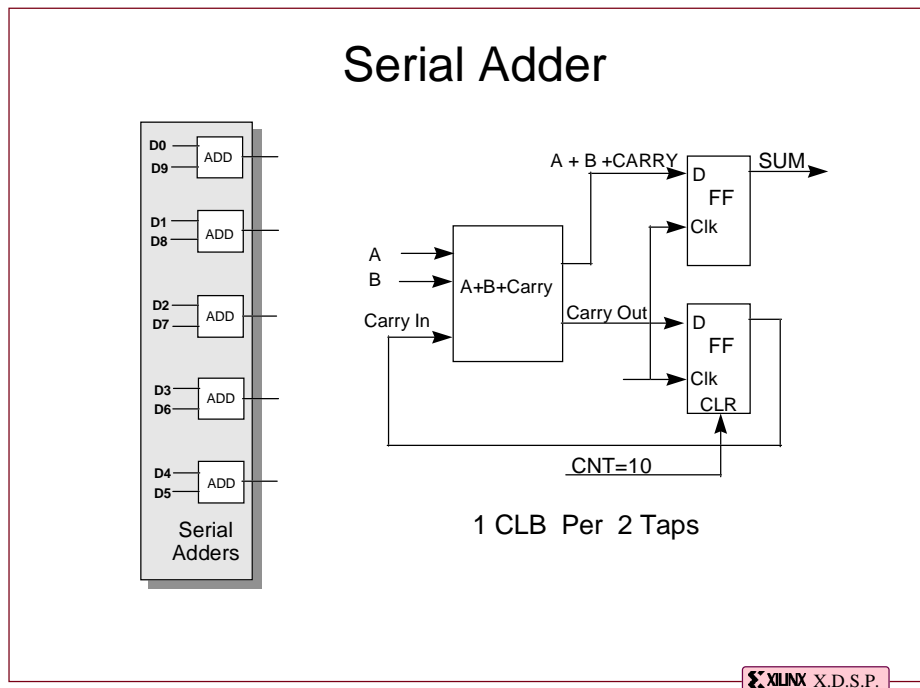 Serial Adder
D0
D9
ADD
D1
D8
ADD
D2
D7
ADD
D3
D6
ADD
D4
D5
ADD
Serial
Adders
A + B +CARRY
D
FF
Clk
SUM
A
B
Carry In
A+B+Carry
Carry Out
D
FF
Clk
CLR
CNT=10
1 CLB Per 2 Taps
XILINX X.D.S.P.